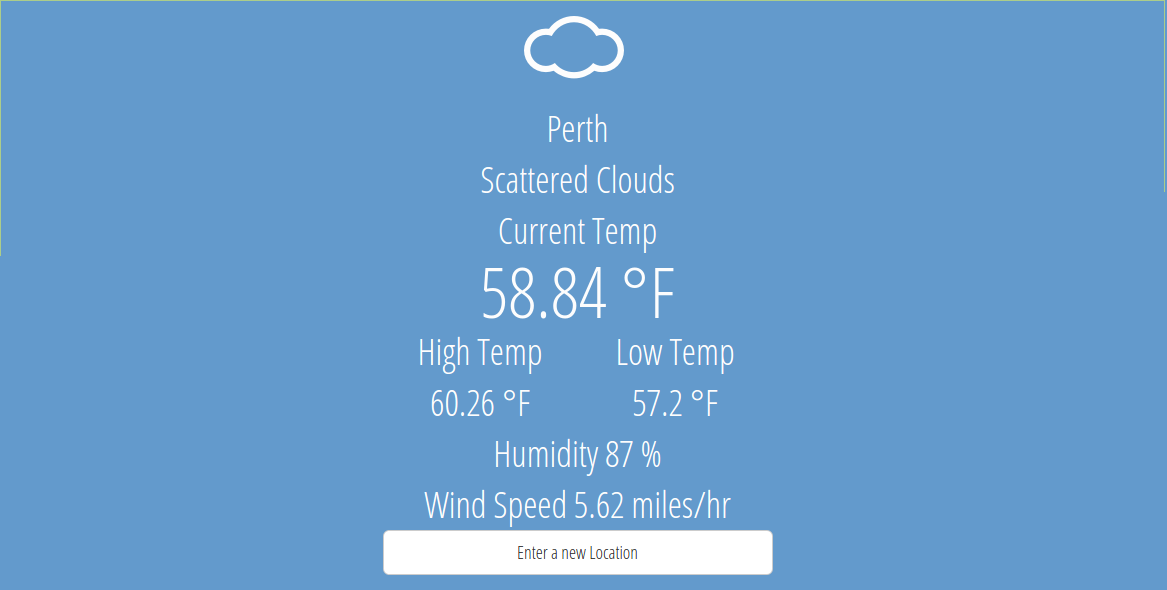 Perth
Scattered Clouds
Current Temp
58.84 °F
High Temp Low Temp
60.26 °F 57.2 °F
Humidity 87 %
Wind Speed 5.62 miles/hr
Enter a new Location